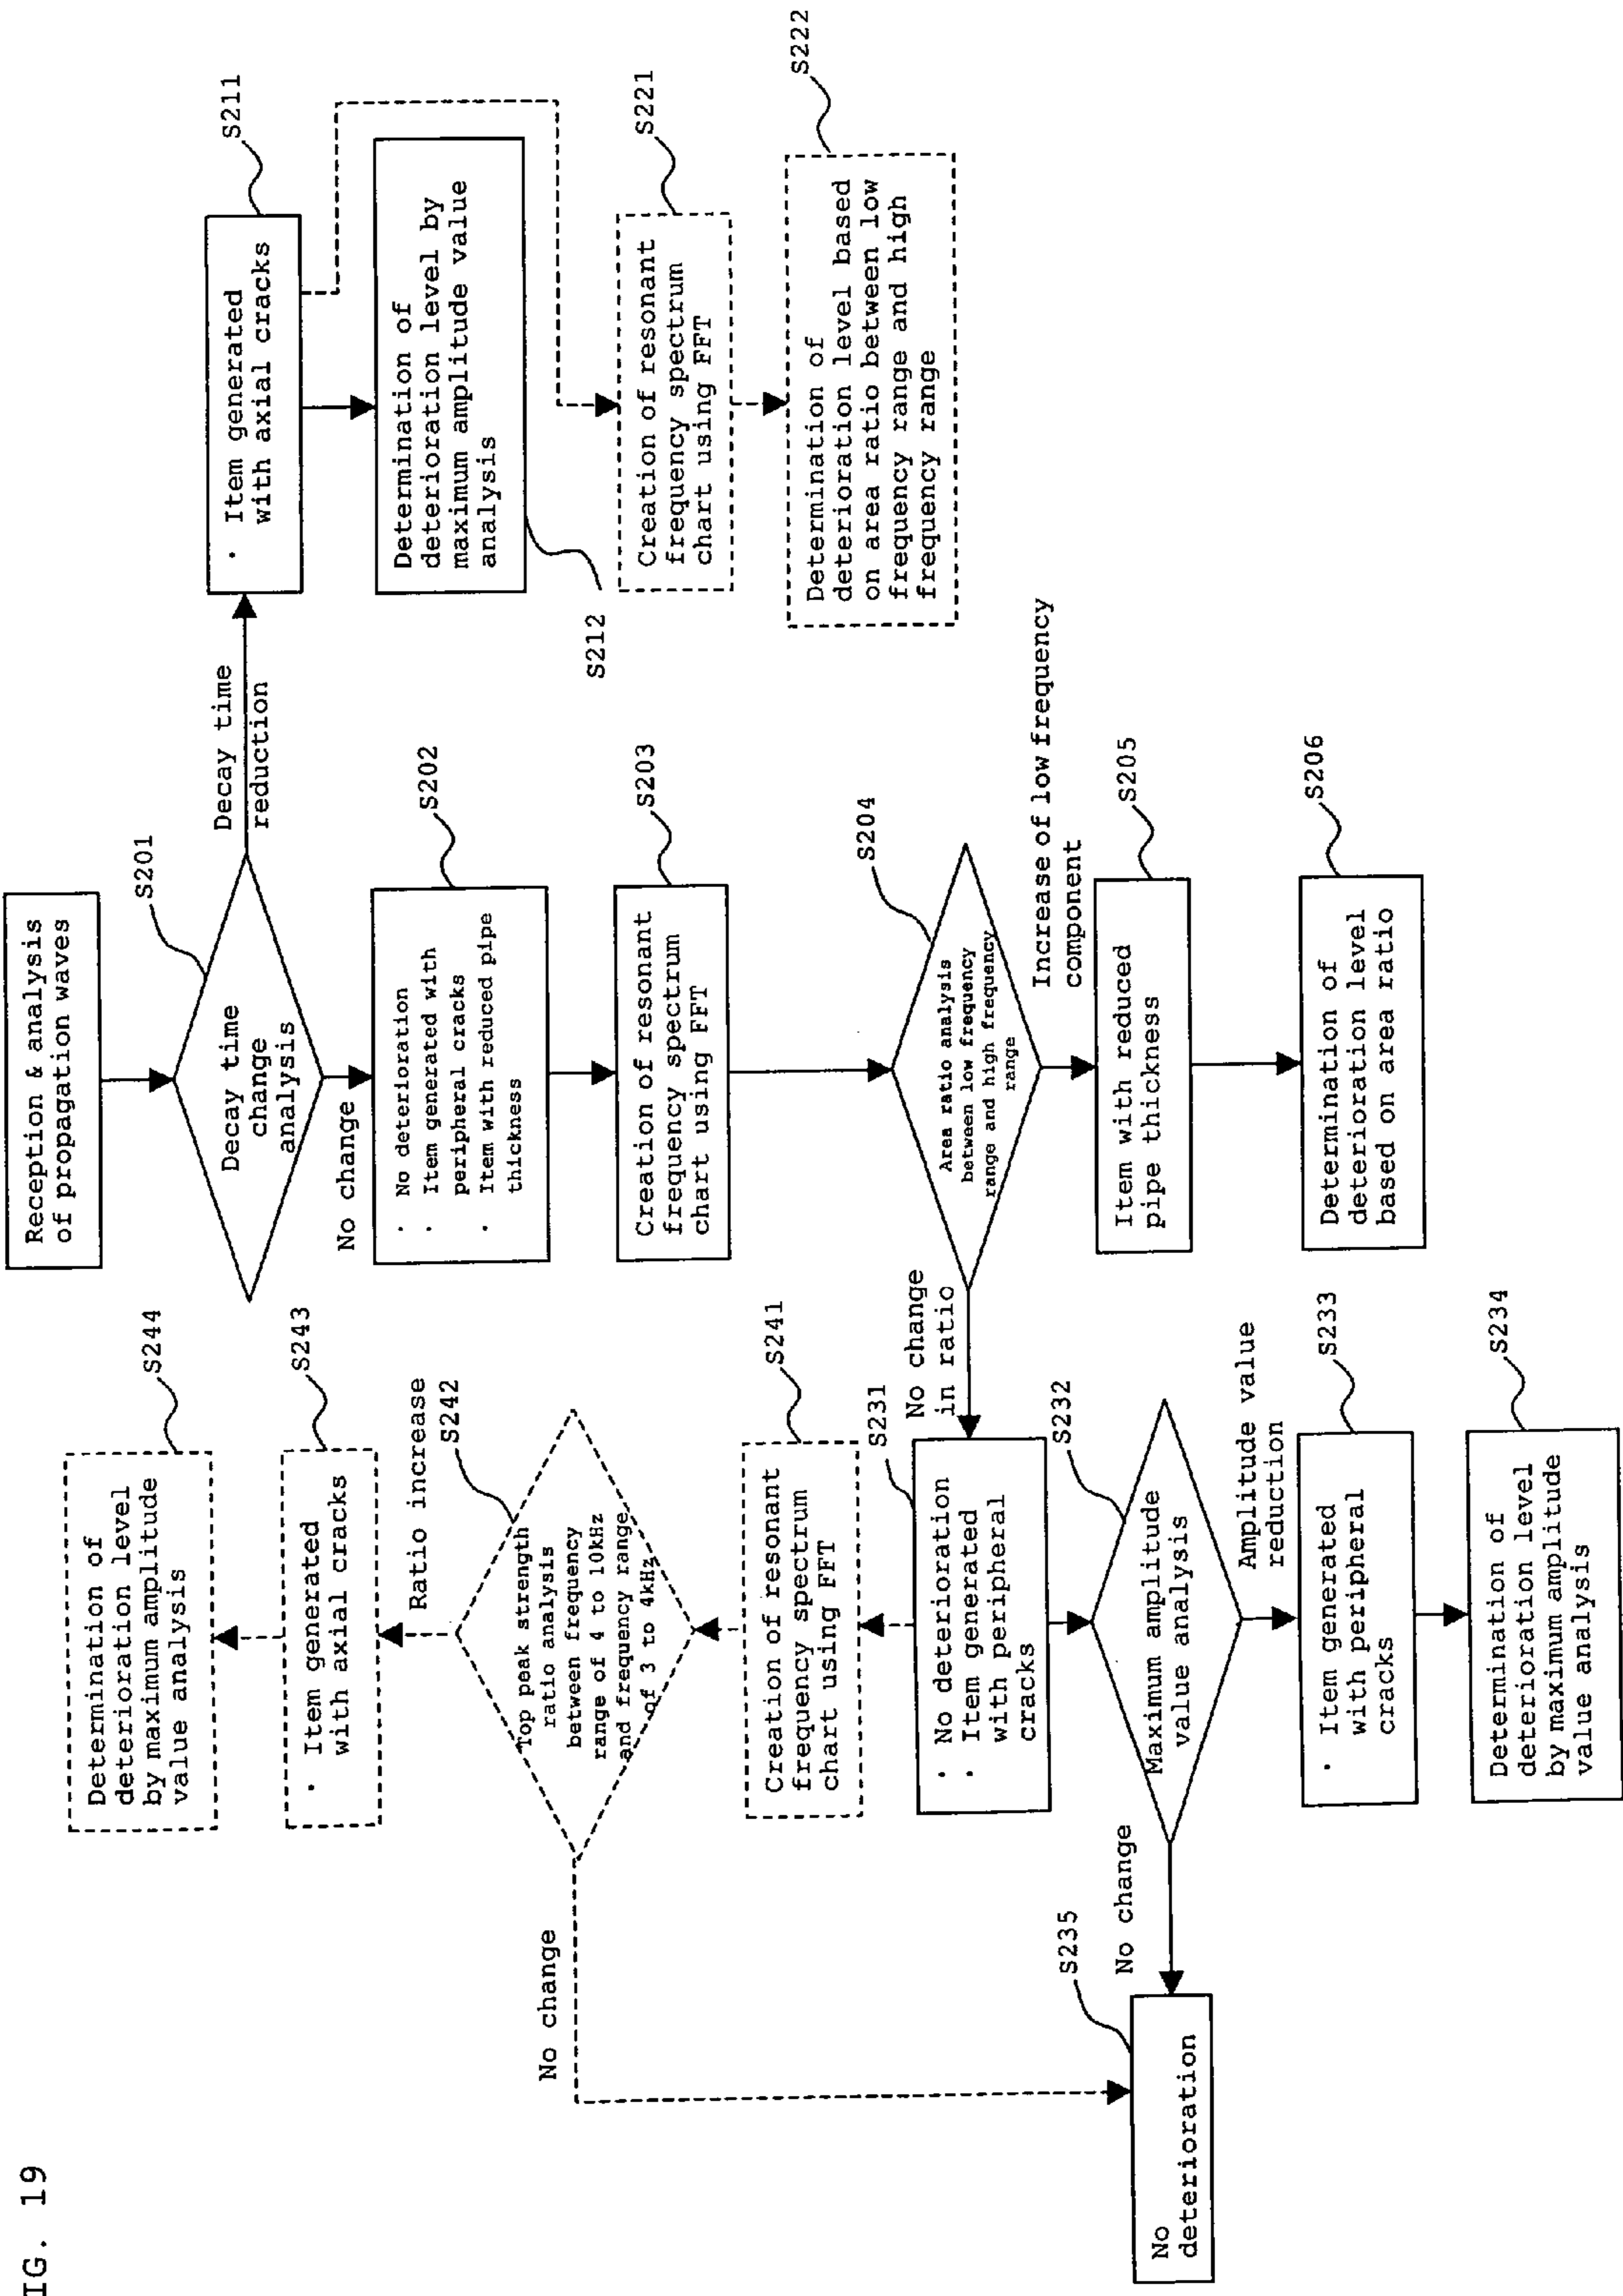 IG. 19
Reception & analysis
of propagation waves
S201
Decay time
change
analysis
Decay time
reduction
No change
S202
· No deterioration
· Item generated with
peripheral cracks
· Item with reduced pipe
thickness
S203
Creation of resonant
frequency spectrum
chart using FFT
S204
Area ratio analysis
between low frequency
range and high frequency
range
Increase of low frequency
component
S205
Item with reduced
pipe thickness
S206
Determination of
deterioration level
based on area ratio
S211
· Item generated
with axial cracks
S212
Determination of
deterioration level by
maximum amplitude value
analysis
S221
Creation of resonant
frequency spectrum
chart using FFT
S222
Determination of
deterioration level based
on area ratio between low
frequency range and high
frequency range
No change
in ratio
S231
· No deterioration
· Item generated
with peripheral
cracks
S232
Maximum amplitude
value analysis
Amplitude value
reduction
S233
· Item generated
with peripheral
cracks
S234
Determination of
deterioration level
by maximum amplitude
value analysis
No change
S235
No
deterioration
S241
Creation of resonant
frequency spectrum
chart using FFT
S242
Top peak strength
ratio analysis
between frequency
range of 4 to 10kHz
and frequency range
of 3 to 4kHz
No change
Ratio increase
S243
· Item generated
with axial cracks
S244
Determination of
deterioration level
by maximum amplitude
value analysis